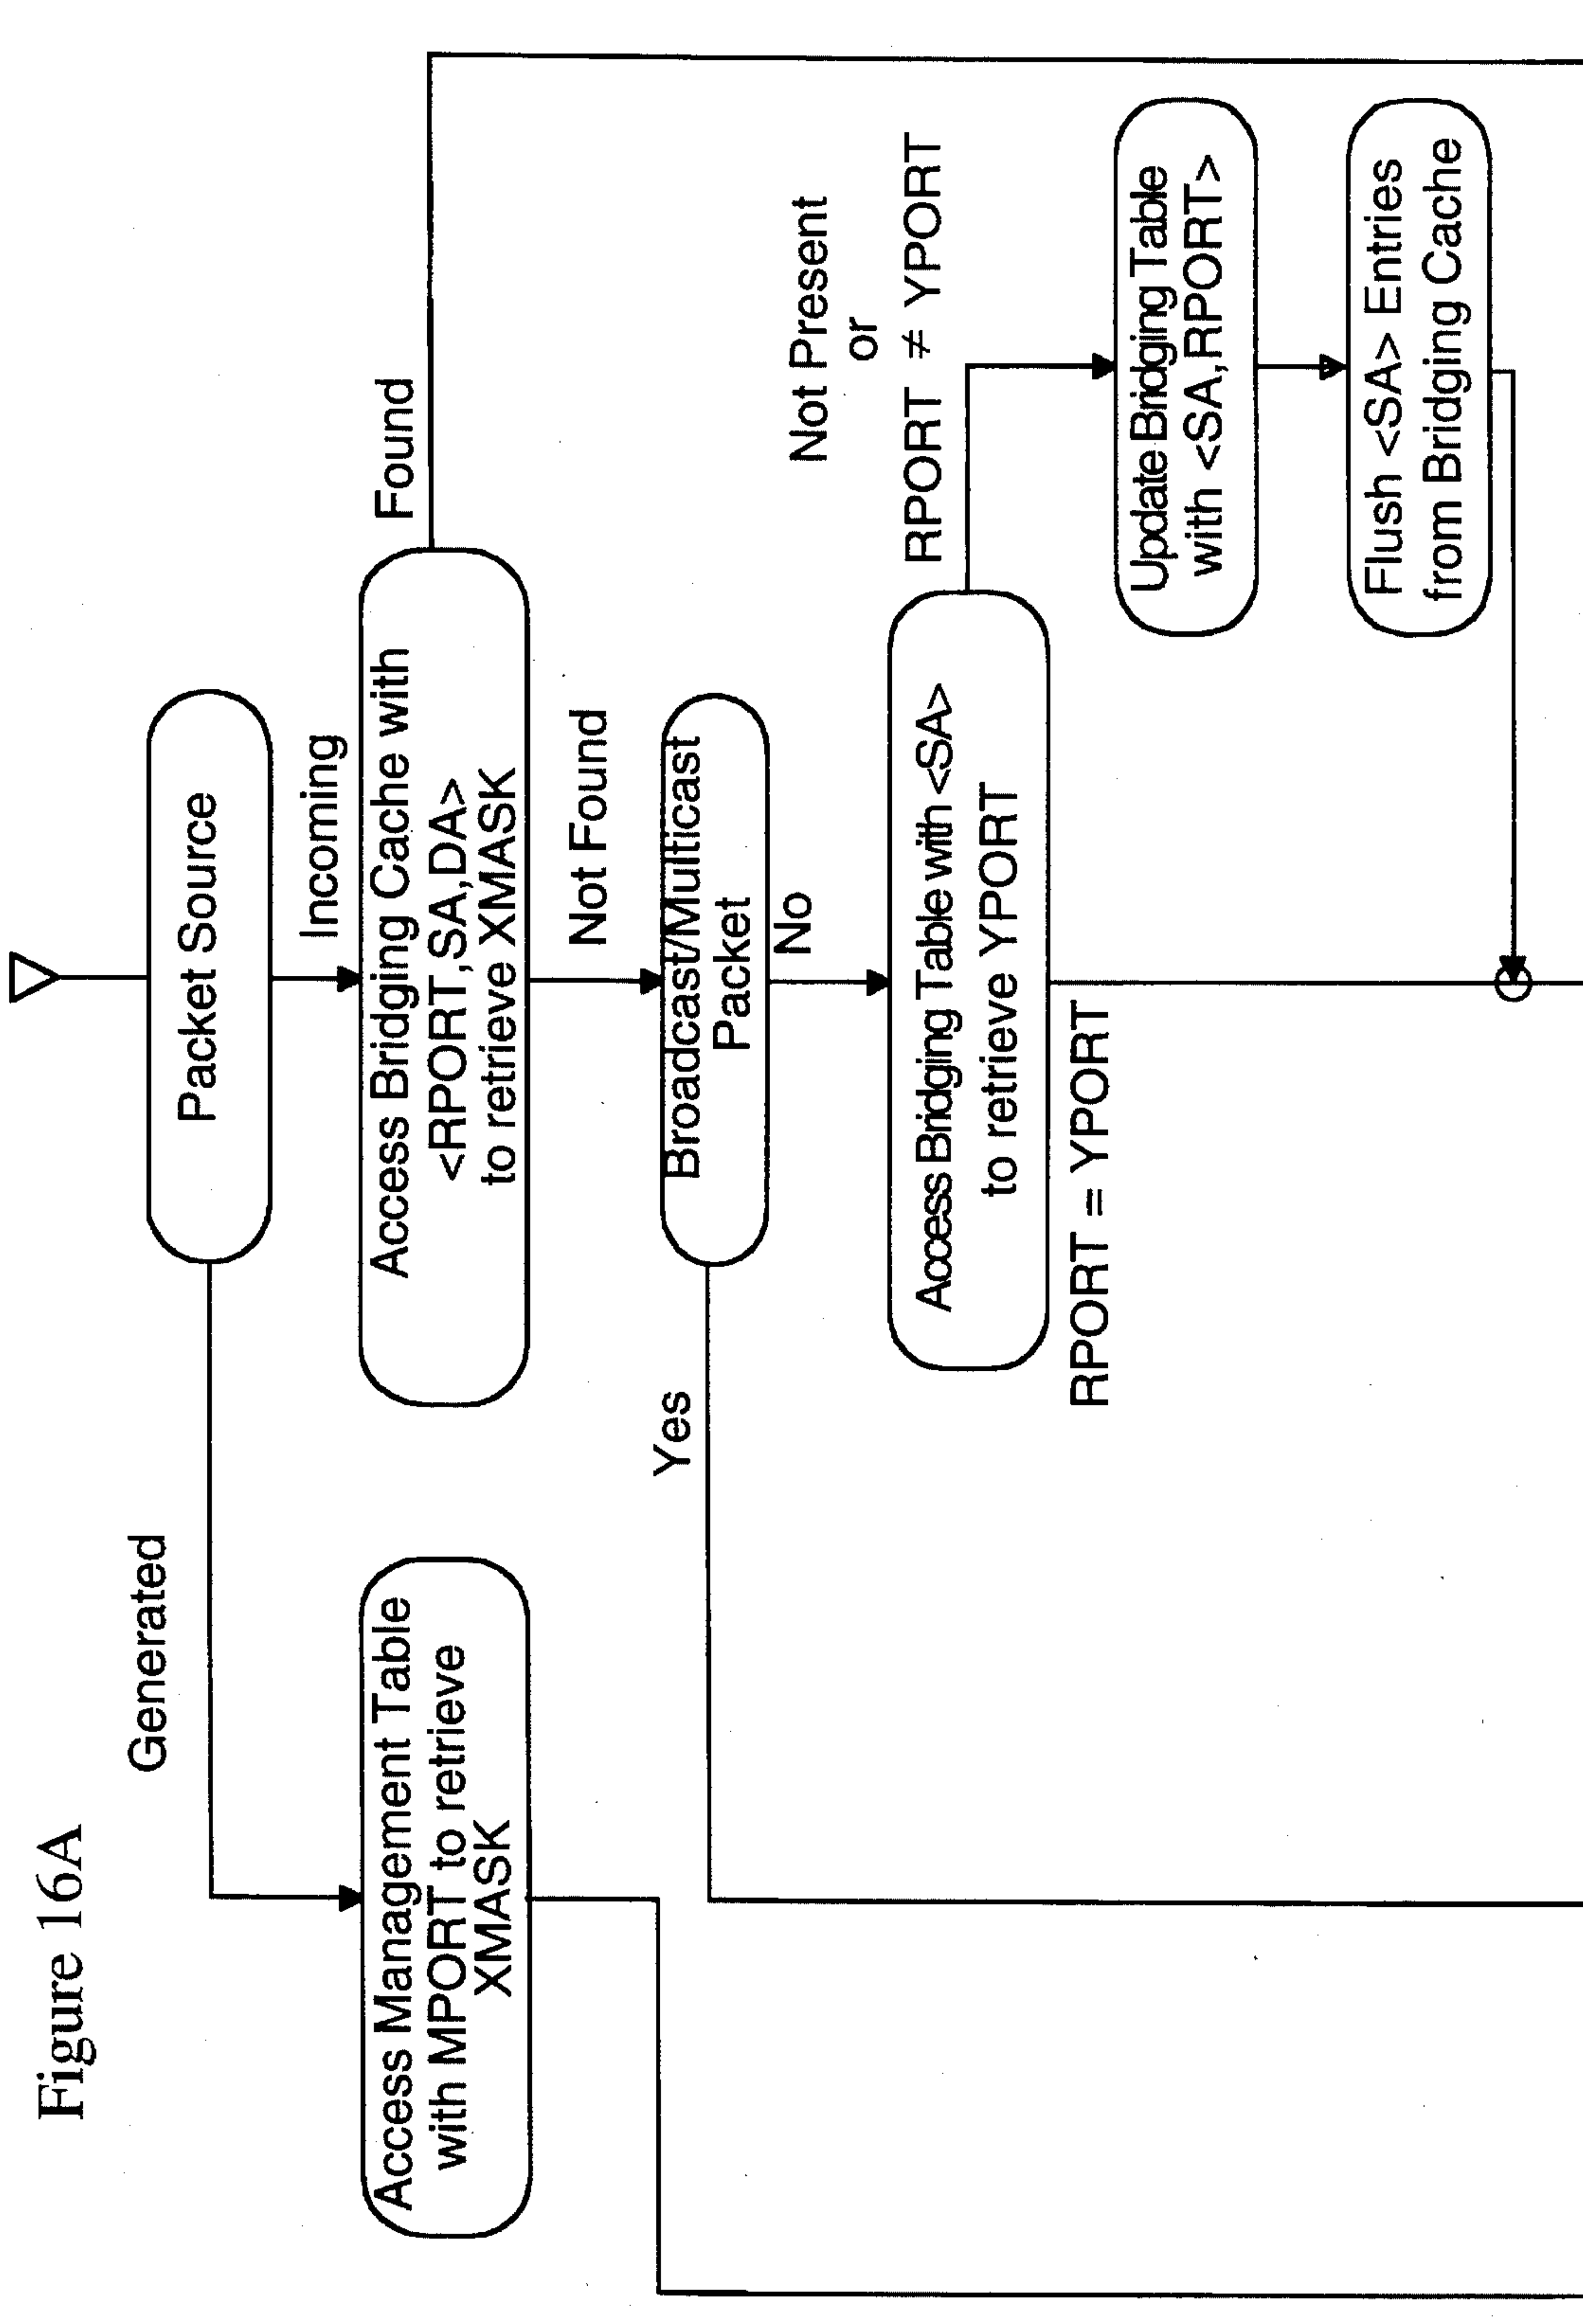 Figure 16A
Packet Source
Generated
Incoming
Access Management Table
with MPORT to retrieve
XMASK
Access Bridging Cache with
<RPORT,SA,DA>
to retrieve XMASK
Found
Not Found
Broadcast/Multicast
Packet
Yes
No
Access Bridging Table with <SA>
to retrieve YPORT
Not Present
or
RPORT ≠ YPORT
RPORT = YPORT
Update Bridging Table
with <SA,RPORT>
Flush <SA> Entries
from Bridging Cache